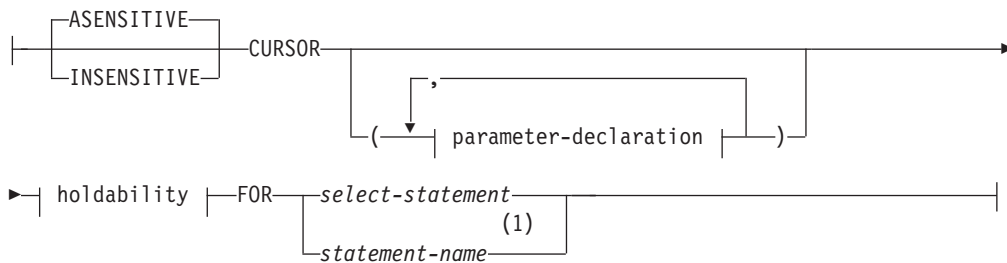 ASENSITIVE
CURSOR
INSENSITIVE
,
( parameter-declaration )
holdability FOR select-statement
(1)
statement-name